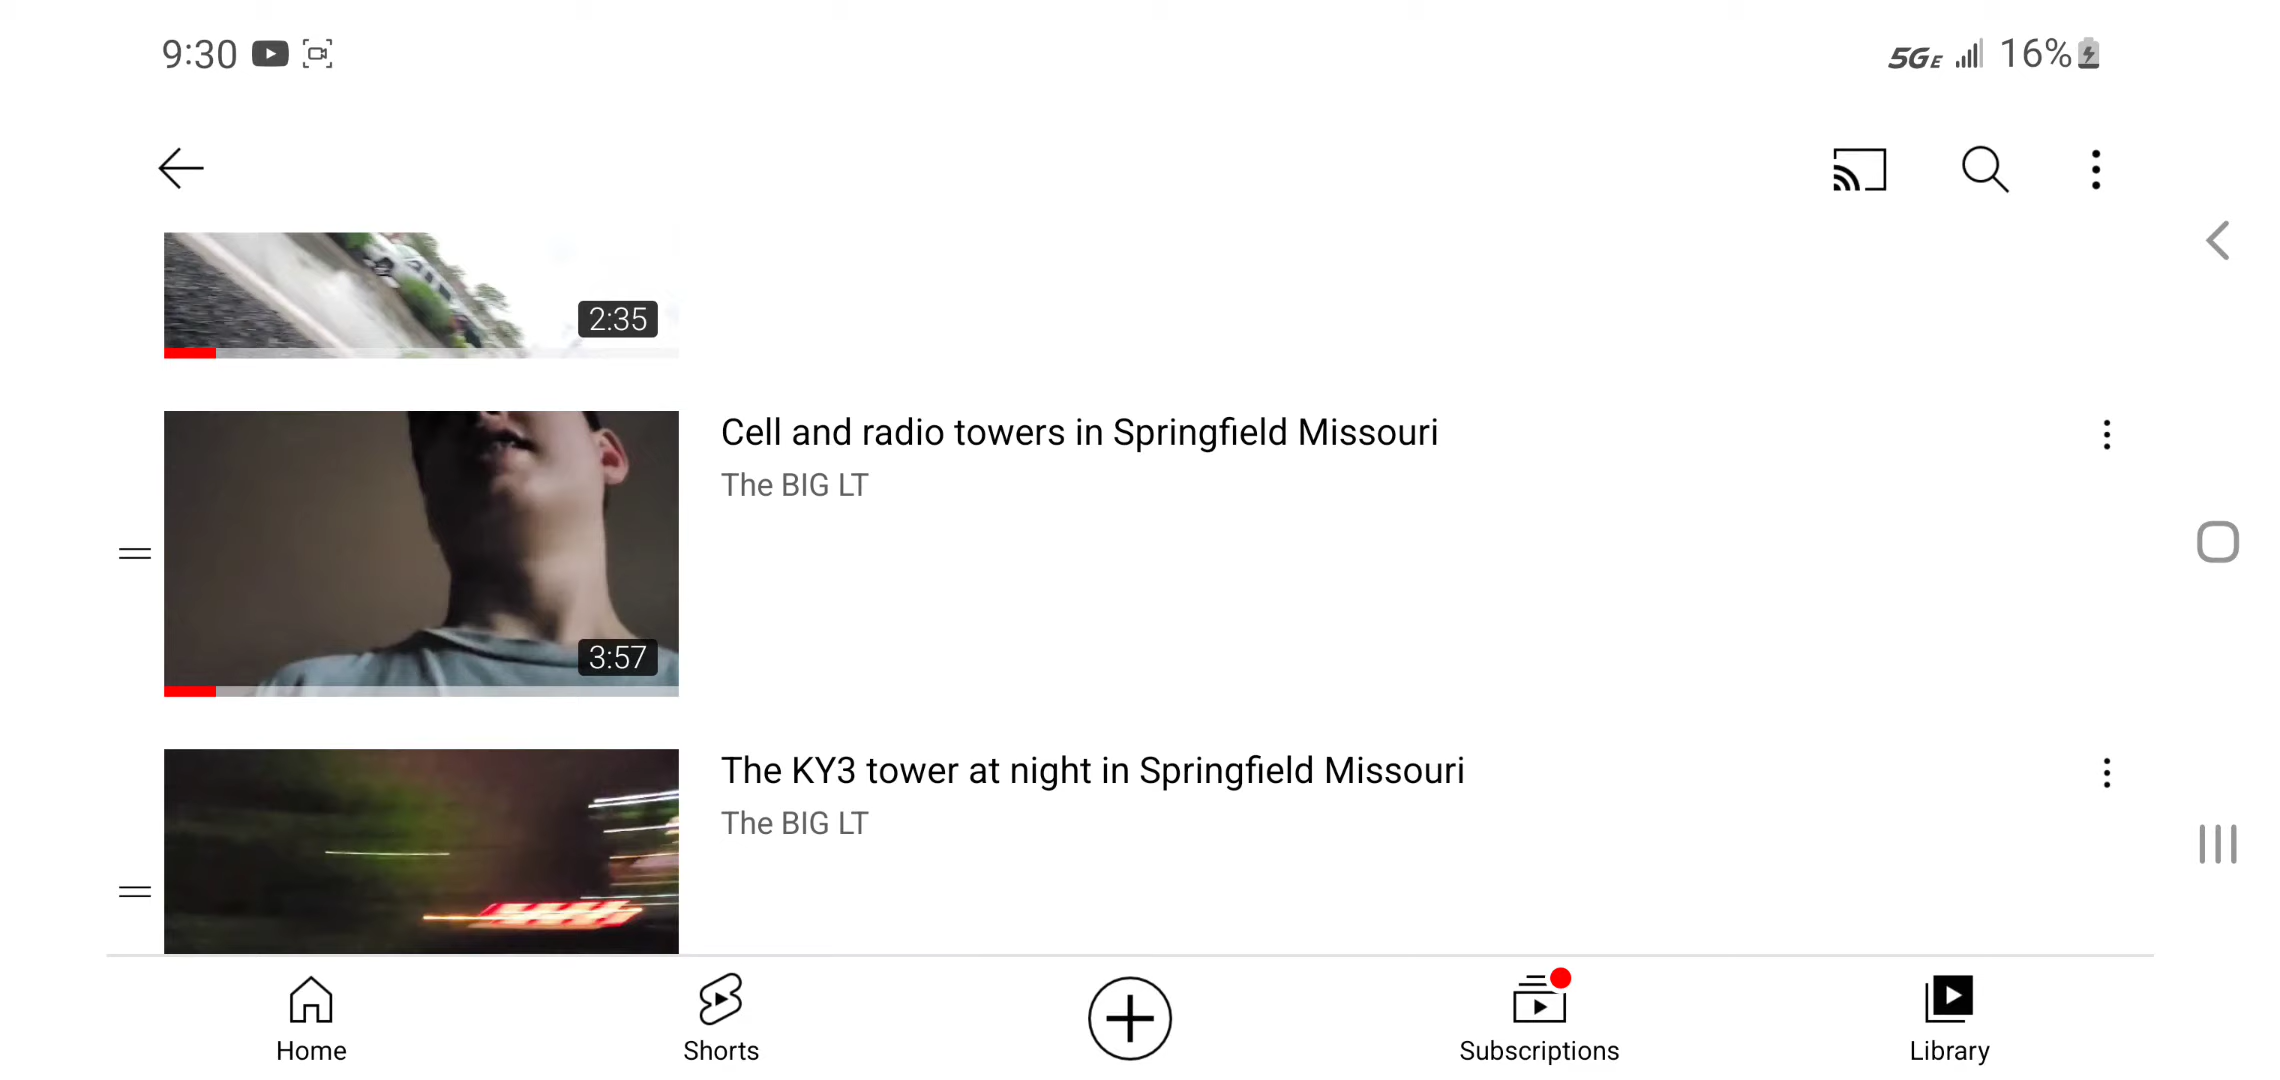 9:30
5GE 16%
2:35
Cell and radio towers in Springfield Missouri
The BIG LT
3:57
The KY3 tower at night in Springfield Missouri
The BIG LT
Home Shorts Subscriptions Library